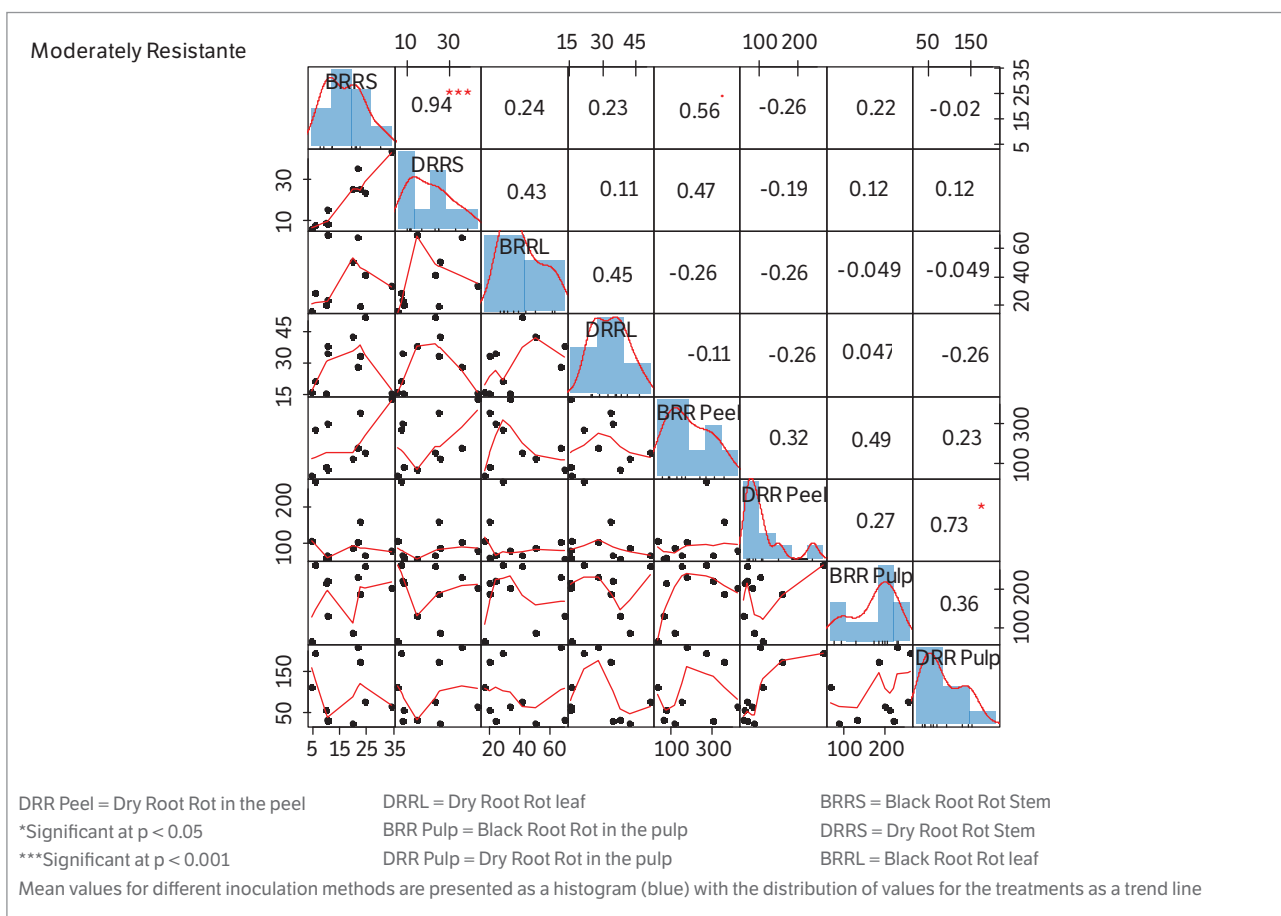 Moderately Resistante
10 30
15 30 45
100 200
50 150
BRRS
0.94***
0.24
0.23
0.56·
-0.26
0.22
-0.02
5 15 25 35
10 30
DRRS
0.43
0.11
0.47
-0.19
0.12
0.12
BRRL
0.45
-0.26
-0.26
-0.049
-0.049
20 40 60
15 30 45
DRRL
-0.11
-0.26
0.047
-0.26
BRR Peel
0.32
0.49
0.23
100 300
100 200
DRR Peel
0.27
0.73*
BRR Pulp
0.36
100 200
50 150
DRR Pulp
5 15 25 35
20 40 60
100 300
100 200
DRR Peel = Dry Root Rot in the peel
DRRL = Dry Root Rot leaf
BRRS = Black Root Rot Stem
*Significant at p < 0.05
BRR Pulp = Black Root Rot in the pulp
DRRS = Dry Root Rot Stem
***Significant at p < 0.001
DRR Pulp = Dry Root Rot in the pulp
BRRL = Black Root Rot leaf
Mean values for different inoculation methods are presented as a histogram (blue) with the distribution of values for the treatments as a trend line